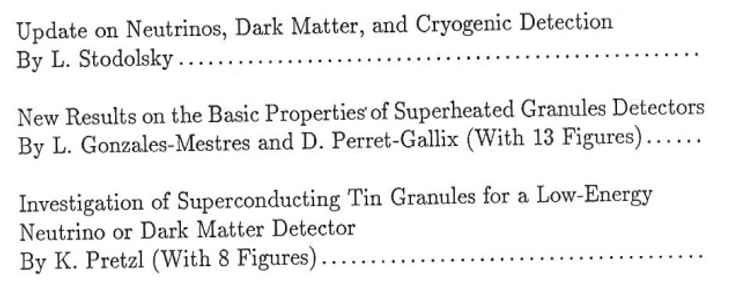 Update on Neutrinos, Dark Matter, and Cryogenic Detection
By L. Stodolsky ......................................................
New Results on the Basic Properties of Superheated Granules Detectors
By L. Gonzales-Mestres and D. Perret-Gallix (With 13 Figures)......
Investigation of Superconducting Tin Granules for a Low-Energy
Neutrino or Dark Matter Detector
By K. Pretzl (With 8 Figures)........................................